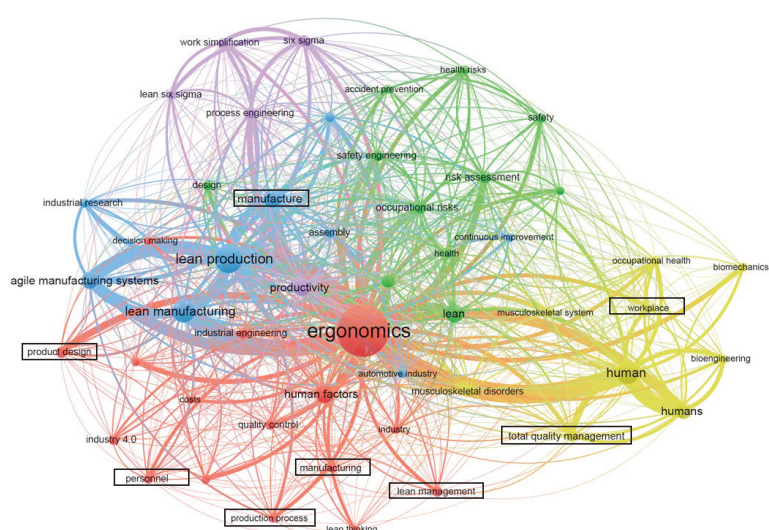 work simplification
six sigma
health risks
accident prevention
lean six sigma
process engineering
safety
safety engineering
risk assessment
design
manufacture
industrial research
occupational risks
assembly
continuous improvement
decision making
health
lean production
occupational health
biomechanics
agile manufacturing systems
productivity
workplace
lean manufacturing
lean
musculoskeletal system
industrial engineering
ergonomics
product design
bioengineering
automotive industry
human
human factors
musculoskeletal disorders
costs
humans
quality control
industry
industry 4.0
total quality management
manufacturing
personnel
lean management
production process
lean thinking